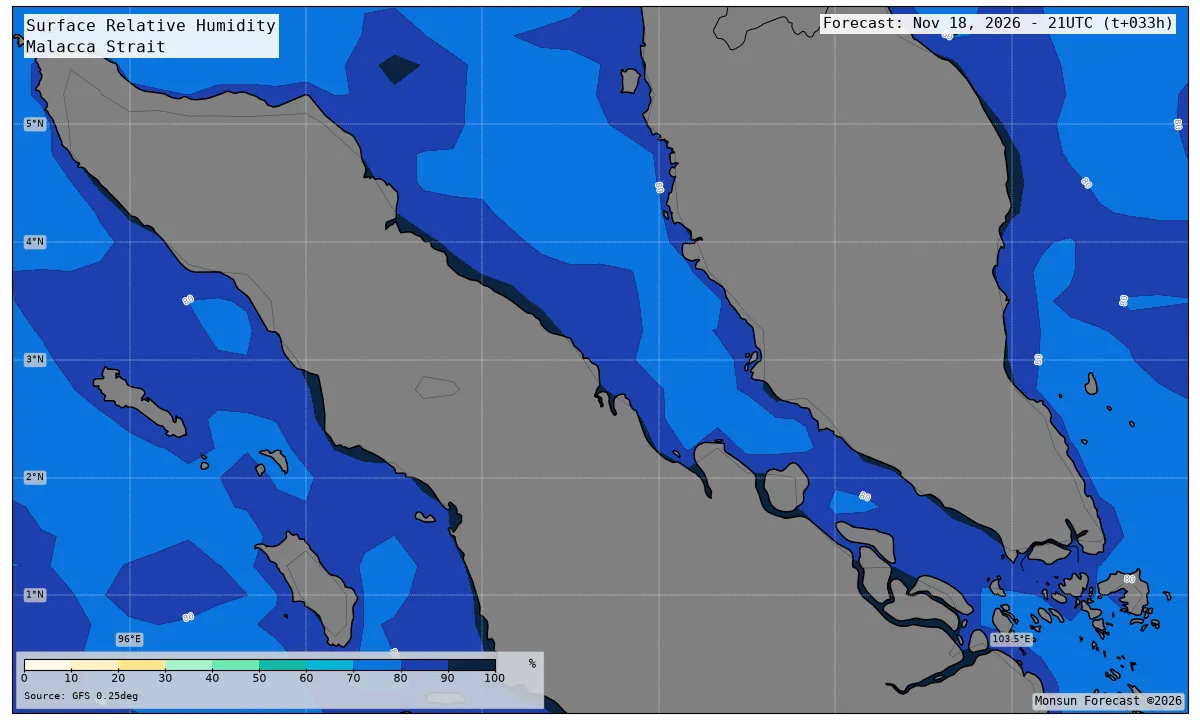 Surface Relative Humidity
Malacca Strait
Forecast: Nov 18, 2026 - 21UTC (t+033h)
80
80
5°N
80
80
4°N
80
80
3°N
80
2°N
80
80
1°N
80
96°E
103.5°E
%
0 10 20 30 40 50 60 70 80 90 100
Source: GFS 0.25deg
Monsun Forecast ©2026